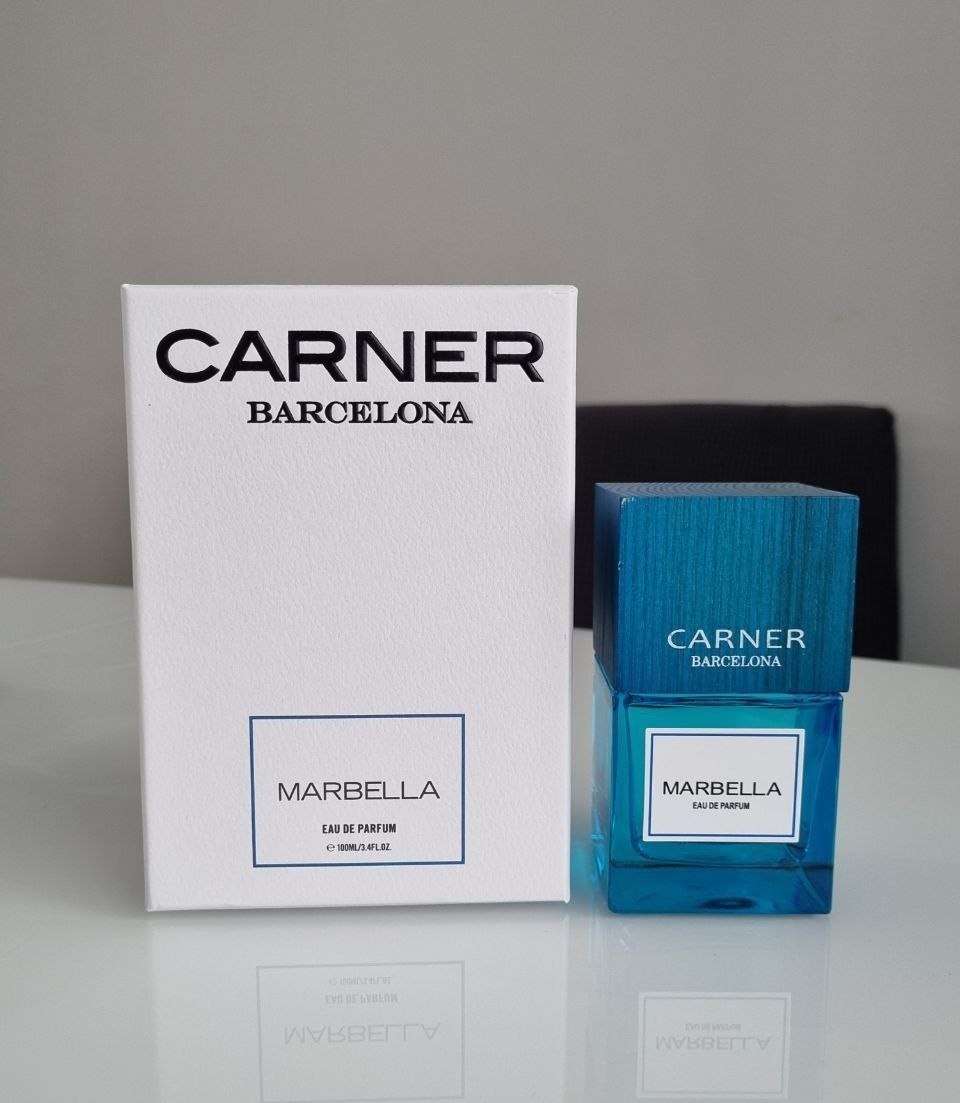 CARNER
BARCELONA
MARBELLA
EAU DE PARFUM
℮ 100ML/3.4FL.OZ.
CARNER
BARCELONA
MARBELLA
EAU DE PARFUM